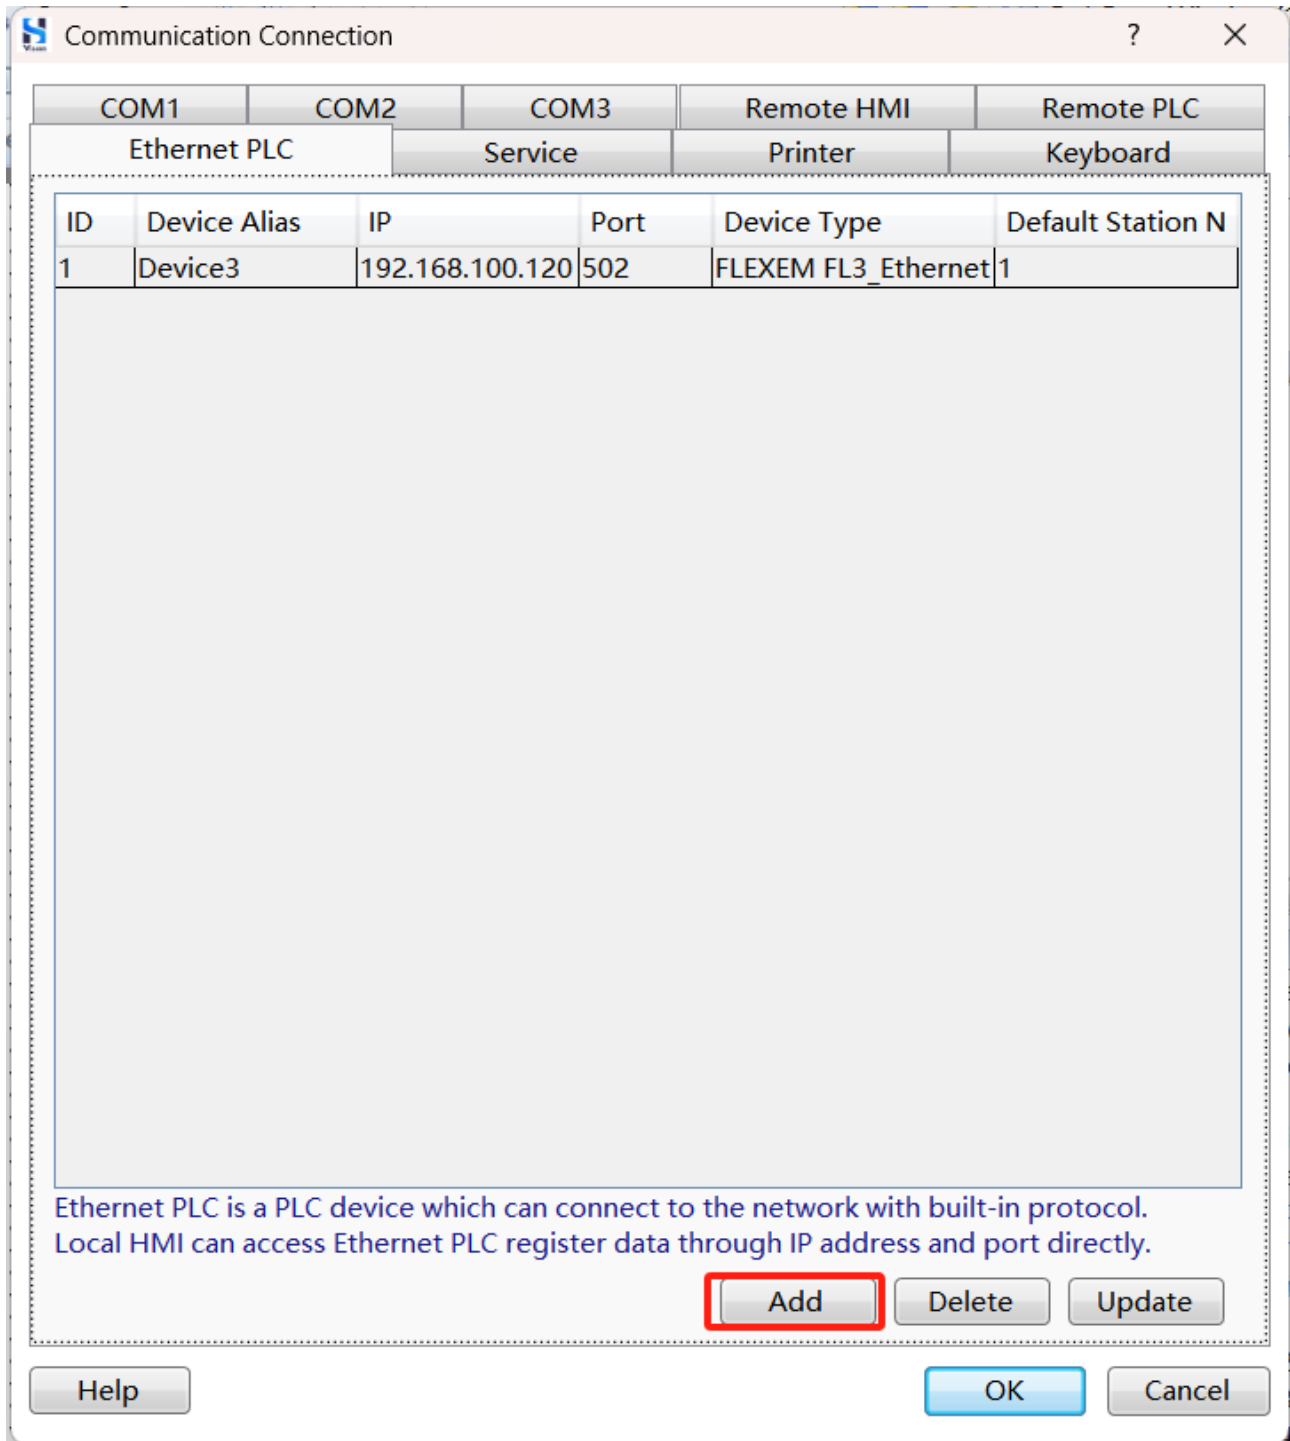 Communication Connection ?
COM1 COM2 COM3 Remote HMI Remote PLC
Ethernet PLC Service Printer Keyboard
ID Device Alias IP Port Device Type Default Station N
1 Device3 192.168.100.120 502 FLEXEM FL3_Ethernet 1
Ethernet PLC is a PLC device which can connect to the network with built-in protocol.
Local HMI can access Ethernet PLC register data through IP address and port directly.
Add Delete Update
Help OK Cancel